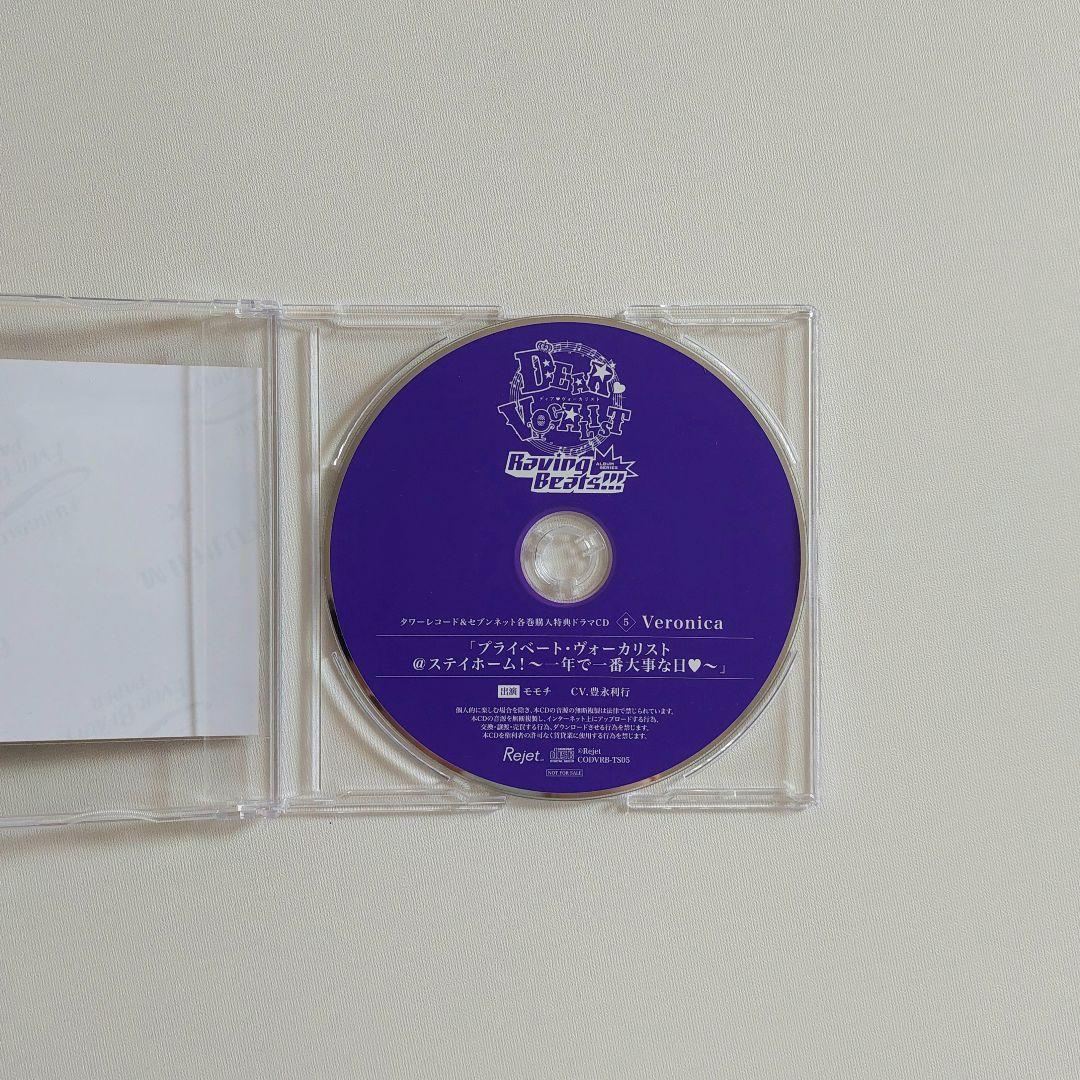 DEAR
ディア♥ヴォーカリスト
VOCALIST
Raving
ALBUM SERIES
Beats!!!
タワーレコード&セブンネット各巻購入特典ドラマCD 5 Veronica
「プライベート・ヴォーカリスト
@ステイホーム!～一年で一番大事な日♥～」
出演 モモチ CV.豊永利行
個人的に楽しむ場合を除き、本CDの音源の無断複製は法律で禁じられています。
本CDの音源を無断複製し、インターネット上にアップロードする行為、
交換・譲渡・売買する行為、ダウンロードさせる行為を禁じます。
本CDを権利者の許可なく賃貸業に使用する行為を禁じます。
Rejet
COMPACT disc DIGITAL AUDIO
©Rejet
CODVRB-TS05
NOT FOR SALE